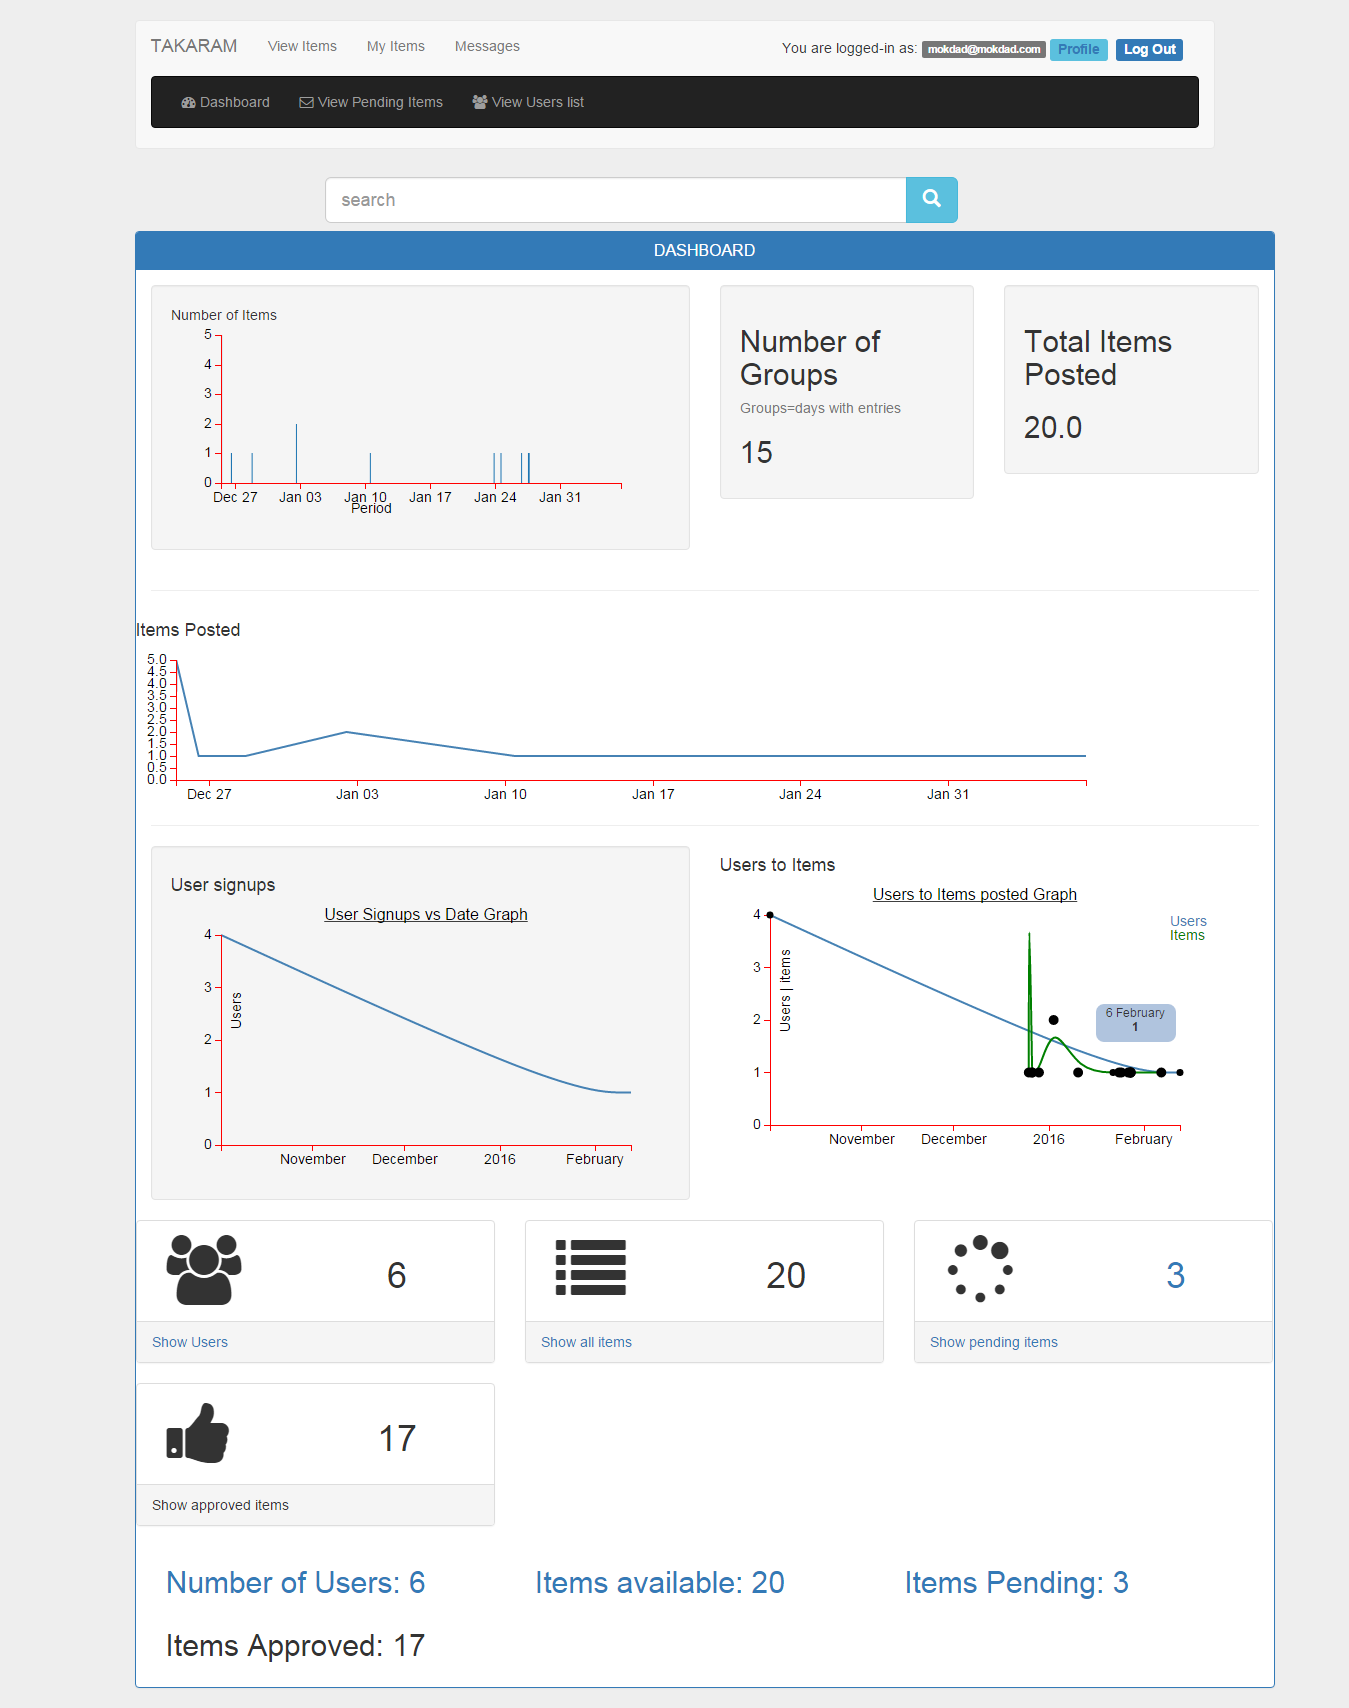 TAKARAM View Items My Items Messages You are logged-in as: mokdad@mokdad.com Profile Log Out
Dashboard View Pending Items View Users list
search
DASHBOARD
Number of Items
5
4
3
2
1
0
Dec 27 Jan 03 Jan 10 Jan 17 Jan 24 Jan 31
Period
Number of
Groups
Groups=days with entries
15
Total Items
Posted
20.0
Items Posted
5.0
4.5
4.0
3.5
3.0
2.5
2.0
1.5
1.0
0.5
0.0
Dec 27 Jan 03 Jan 10 Jan 17 Jan 24 Jan 31
User signups
User Signups vs Date Graph
4
3
2
1
0
Users
November December 2016 February
Users to Items
Users to Items posted Graph
4
3
2
1
0
Users | items
Users
Items
6 February
1
November December 2016 February
6
Show Users
20
Show all items
3
Show pending items
17
Show approved items
Number of Users: 6 Items available: 20 Items Pending: 3
Items Approved: 17